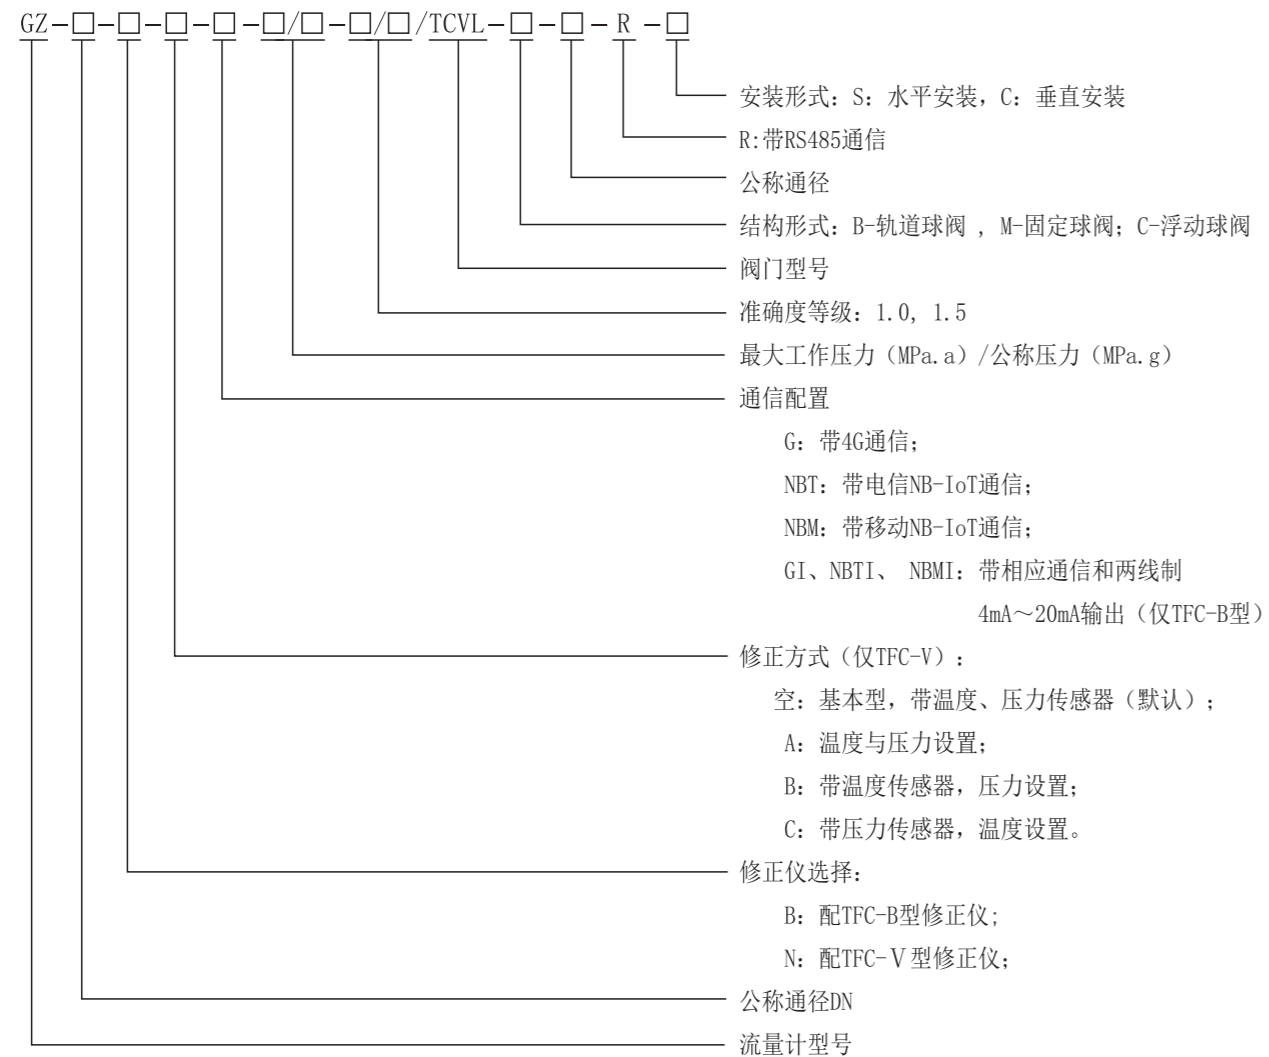 GZ-□-□-□-□-□/□-□/□/TCVL-□-□-R-□
安装形式：S：水平安装，C：垂直安装
R:带RS485通信
公称通径
结构形式：B-轨道球阀 ，M-固定球阀；C-浮动球阀
阀门型号
准确度等级：1.0, 1.5
最大工作压力（MPa.a）/公称压力（MPa.g）
通信配置
G：带4G通信；
NBT：带电信NB-IoT通信；
NBM：带移动NB-IoT通信；
GI、NBTI、 NBMI：带相应通信和两线制
4mA～20mA输出（仅TFC-B型）
修正方式（仅TFC-V）：
空：基本型，带温度、压力传感器（默认）；
A：温度与压力设置；
B：带温度传感器，压力设置；
C：带压力传感器，温度设置。
修正仪选择：
B：配TFC-B型修正仪；
N：配TFC-Ⅴ型修正仪；
公称通径DN
流量计型号